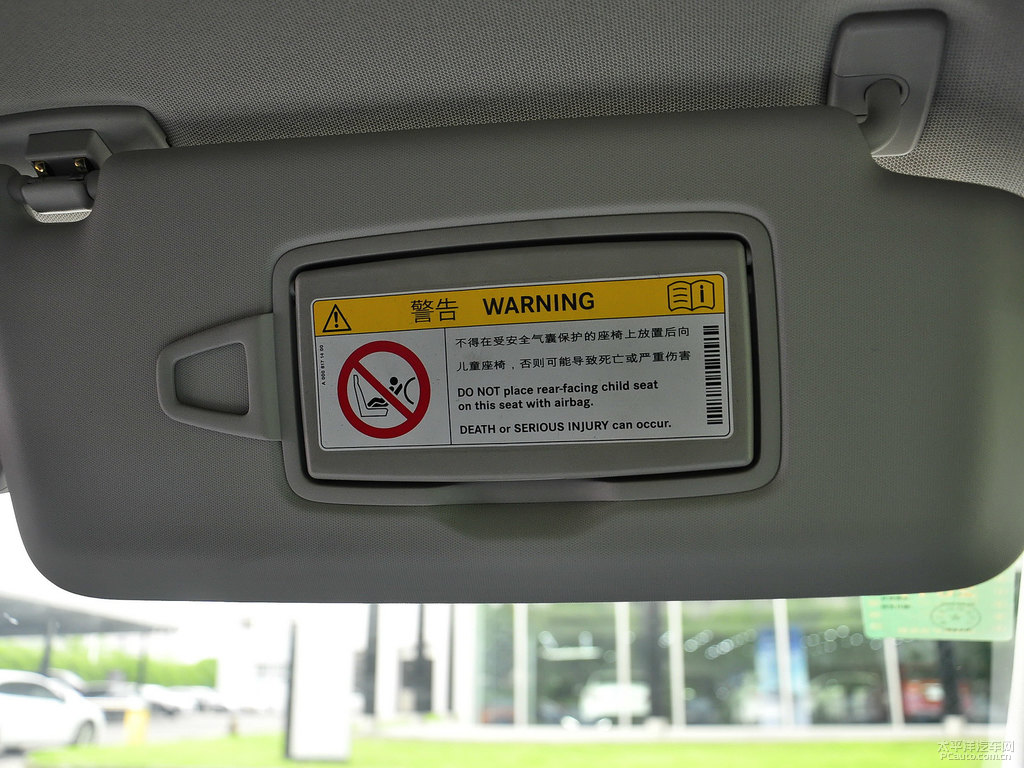 警告 WARNING
不得在受安全气囊保护的座椅上放置后向
儿童座椅，否则可能导致死亡或严重伤害
DO NOT place rear-facing child seat
on this seat with airbag.
DEATH or SERIOUS INJURY can occur.
太平洋汽车网
PCauto.com.cn